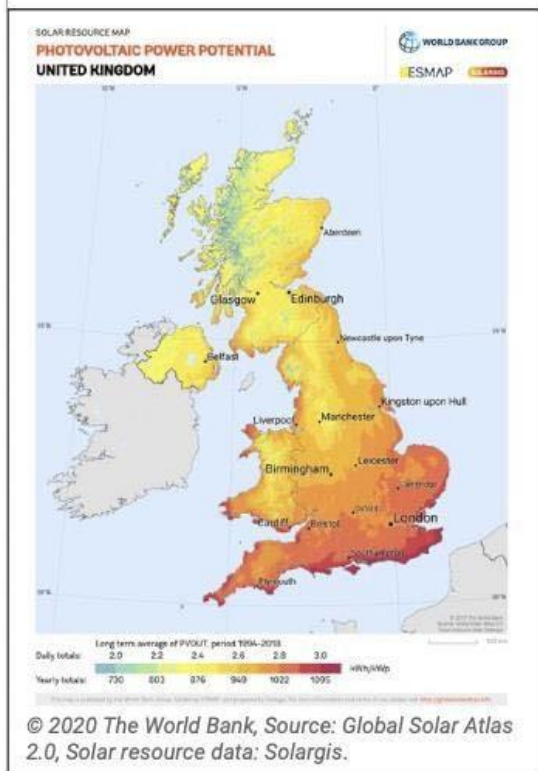 SOLAR RESOURCE MAP
PHOTOVOLTAIC POWER POTENTIAL
UNITED KINGDOM
WORLD BANK GROUP
ESMAP
SOLARGIS
Aberdeen
Glasgow
Edinburgh
Belfast
Newcastle upon Tyne
Kingston upon Hull
Liverpool
Manchester
Leicester
Birmingham
Cardiff
Bristol
London
Southampton
Plymouth
Long term average of PVOUT, period 1994-2018
Daily totals: 2.0 2.2 2.4 2.6 2.8 3.0
kWh/kWp
Yearly totals: 730 803 876 949 1022 1095
© 2020 The World Bank, Source: Global Solar Atlas
2.0, Solar resource data: Solargis.